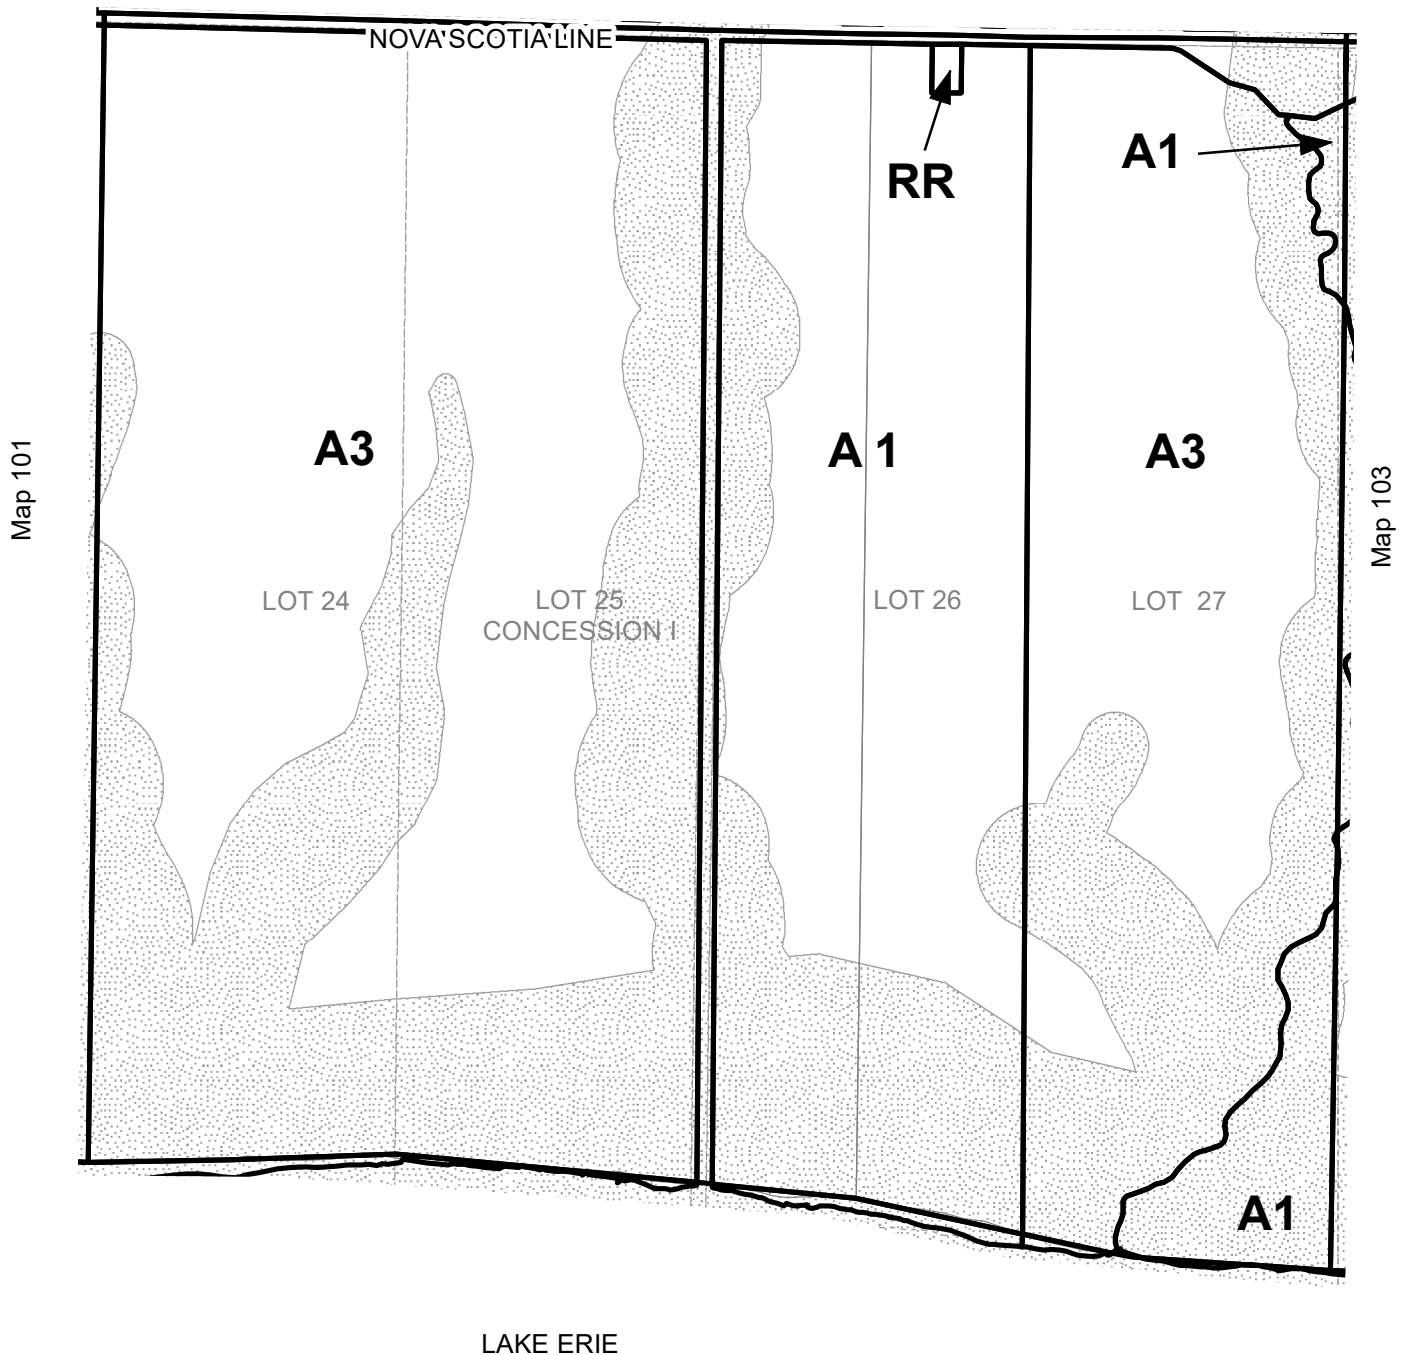 NOVA SCOTIA LINE
A1
RR
A3
A 1
A3
Map 101
Map 103
LOT 24
LOT 25
CONCESSION I
LOT 26
LOT 27
A1
LAKE ERIE